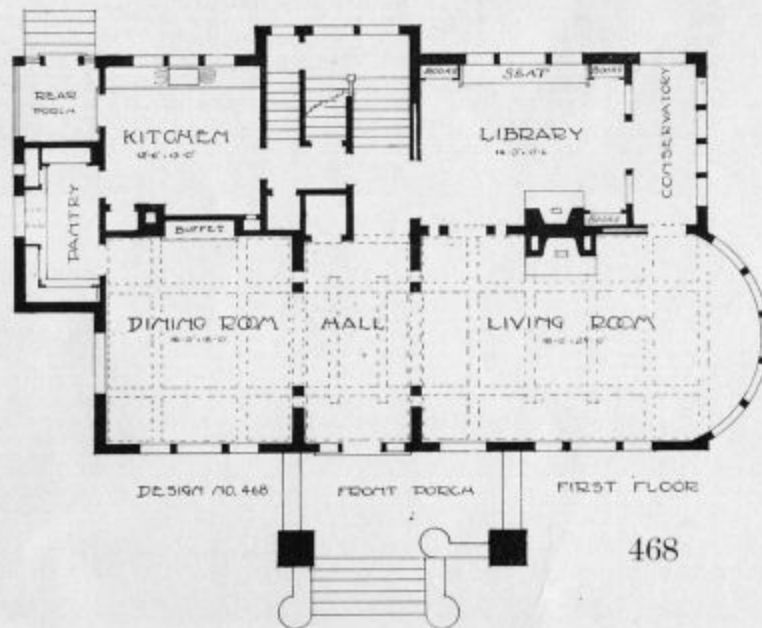 REAR
PORCH
KITCHEN
BOOKS
SEAT
BOOKS
LIBRARY
CONSERVATORY
PANTRY
BUFFET
BOOKS
DINING ROOM
HALL
LIVING ROOM
DESIGN NO. 468
FRONT PORCH
FIRST FLOOR
468